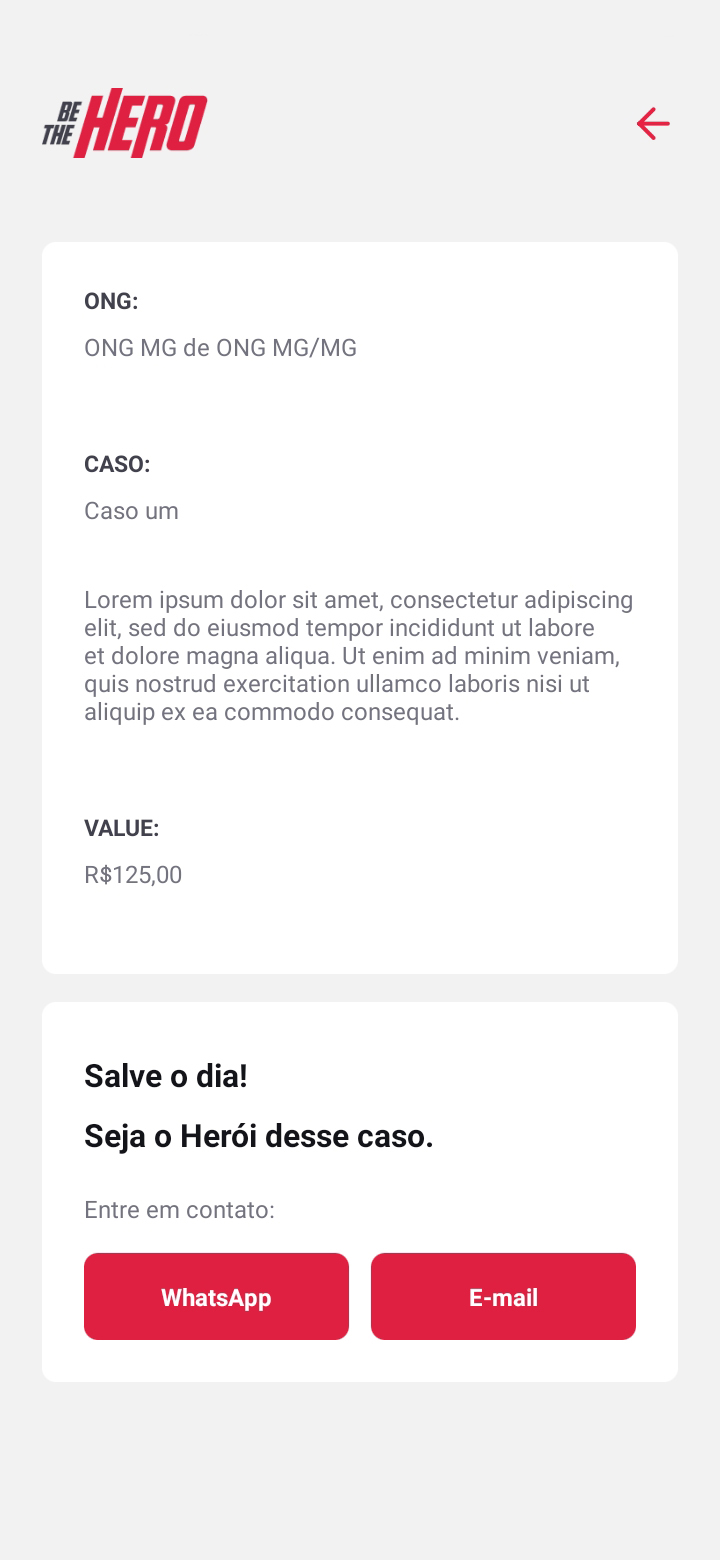 BE
THE HERO
ONG:
ONG MG de ONG MG/MG
CASO:
Caso um
Lorem ipsum dolor sit amet, consectetur adipiscing
elit, sed do eiusmod tempor incididunt ut labore
et dolore magna aliqua. Ut enim ad minim veniam,
quis nostrud exercitation ullamco laboris nisi ut
aliquip ex ea commodo consequat.
VALUE:
R$125,00
Salve o dia!
Seja o Herói desse caso.
Entre em contato:
WhatsApp
E-mail